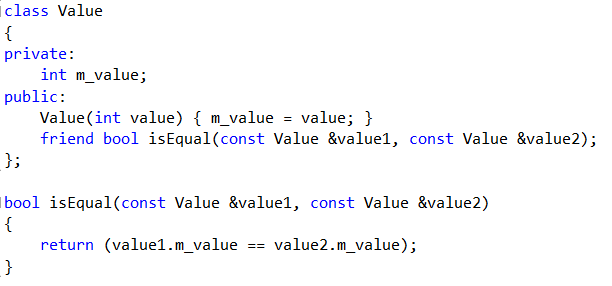 class Value
{
private:
    int m_value;
public:
    Value(int value) { m_value = value; }
    friend bool isEqual(const Value &value1, const Value &value2);
};

bool isEqual(const Value &value1, const Value &value2)
{
    return (value1.m_value == value2.m_value);
}